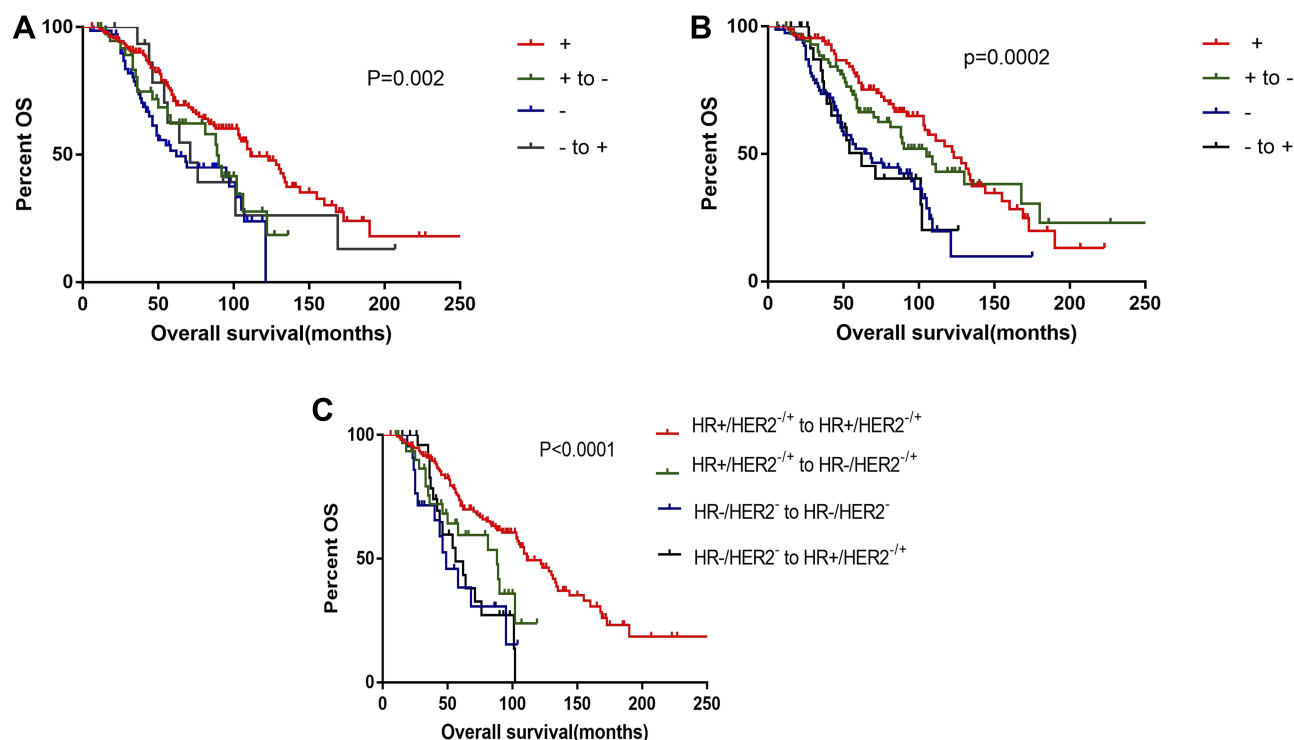 A
100
50
0
Percent OS
0 50 100 150 200 250
Overall survival(months)
P=0.002
+
+ to -
-
- to +
B
100
50
0
Percent OS
0 50 100 150 200 250
Overall survival(months)
p=0.0002
+
+ to -
-
- to +
C
100
50
0
Percent OS
0 50 100 150 200 250
Overall survival(months)
P<0.0001
HR+/HER2-/+ to HR+/HER2-/+
HR+/HER2-/+ to HR-/HER2-/+
HR-/HER2- to HR-/HER2-
HR-/HER2- to HR+/HER2-/+